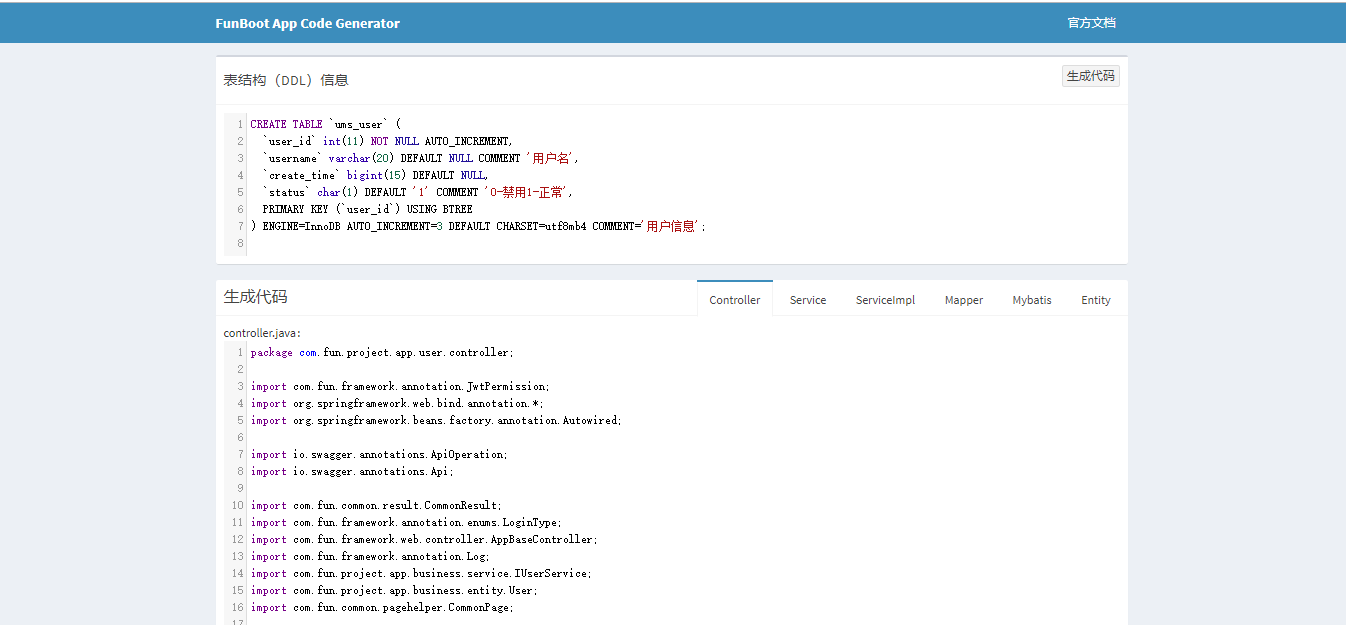 FunBoot App Code Generator
官方文档
表结构（DDL）信息
生成代码
1 CREATE TABLE `ums_user` (
2 `user_id` int(11) NOT NULL AUTO_INCREMENT,
3 `username` varchar(20) DEFAULT NULL COMMENT '用户名',
4 `create_time` bigint(15) DEFAULT NULL,
5 `status` char(1) DEFAULT '1' COMMENT '0-禁用1-正常',
6 PRIMARY KEY (`user_id`) USING BTREE
7 ) ENGINE=InnoDB AUTO_INCREMENT=3 DEFAULT CHARSET=utf8mb4 COMMENT='用户信息';
8
生成代码
Controller
Service
ServiceImpl
Mapper
Mybatis
Entity
controller.java:
1 package com.fun.project.app.user.controller;
2
3 import com.fun.framework.annotation.JwtPermission;
4 import org.springframework.web.bind.annotation.*;
5 import org.springframework.beans.factory.annotation.Autowired;
6
7 import io.swagger.annotations.ApiOperation;
8 import io.swagger.annotations.Api;
9
10 import com.fun.common.result.CommonResult;
11 import com.fun.framework.annotation.enums.LoginType;
12 import com.fun.framework.web.controller.AppBaseController;
13 import com.fun.framework.annotation.Log;
14 import com.fun.project.app.business.service.IUserService;
15 import com.fun.project.app.business.entity.User;
16 import com.fun.common.pagehelper.CommonPage;
17